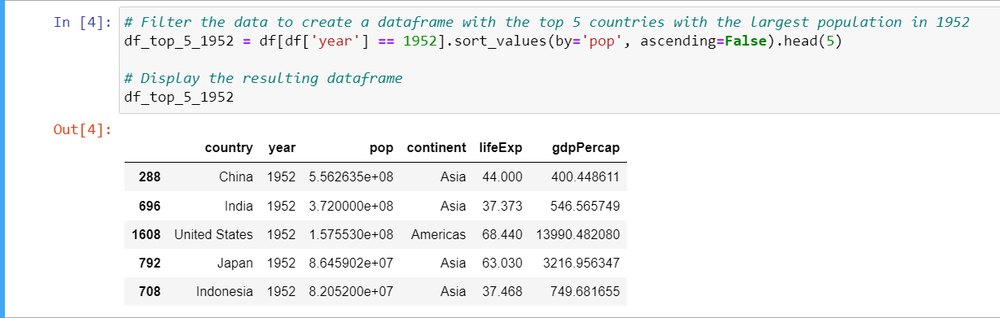 In [4]: # Filter the data to create a dataframe with the top 5 countries with the largest population in 1952
df_top_5_1952 = df[df['year'] == 1952].sort_values(by='pop', ascending=False).head(5)
# Display the resulting dataframe
df_top_5_1952
Out[4]:
country year pop continent lifeExp gdpPercap
288 China 1952 5.562635e+08 Asia 44.000 400.448611
696 India 1952 3.720000e+08 Asia 37.373 546.565749
1608 United States 1952 1.575530e+08 Americas 68.440 13990.482080
792 Japan 1952 8.645902e+07 Asia 63.030 3216.956347
708 Indonesia 1952 8.205200e+07 Asia 37.468 749.681655